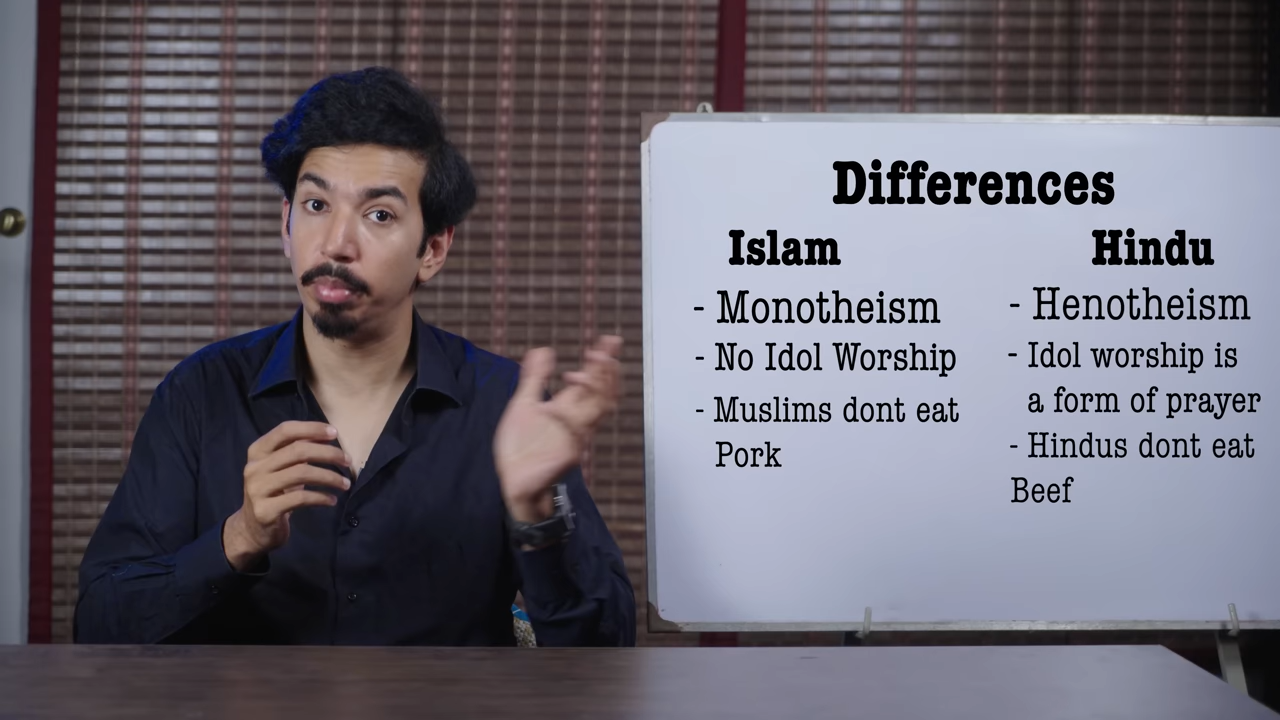 Differences
Islam
- Monotheism
- No Idol Worship
- Muslims dont eat
Pork
Hindu
- Henotheism
- Idol worship is
a form of prayer
- Hindus dont eat
Beef